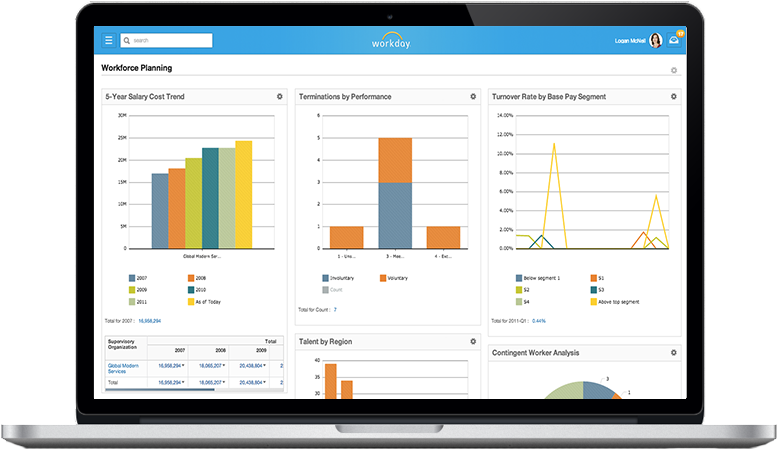 search
workday.
Logan McNeil
17
Workforce Planning
5-Year Salary Cost Trend
30M
25M
20M
15M
10M
5M
0M
Global Modern Ser...
2007
2008
2009
2010
2011
As of Today
Total for 2007 : 16,958,294
Supervisory Organization
Total
2007
2008
2009
Global Modern Services
16,958,294
18,065,207
20,438,804
2
Total
16,958,294
18,065,207
20,438,804
2
Terminations by Performance
6
5
4
3
2
1
0
1 - Uns...
3 - Mee...
4 - Exc...
Involuntary
Voluntary
Count
Total for Count : 7
Talent by Region
40
35
30
Turnover Rate by Base Pay Segment
14.00%
12.00%
10.00%
8.00%
6.00%
4.00%
2.00%
0.00%
Below segment 1
S1
S2
S3
S4
Above top segment
Total for 2011-Q1 : 0.44%
Contingent Worker Analysis
3
1